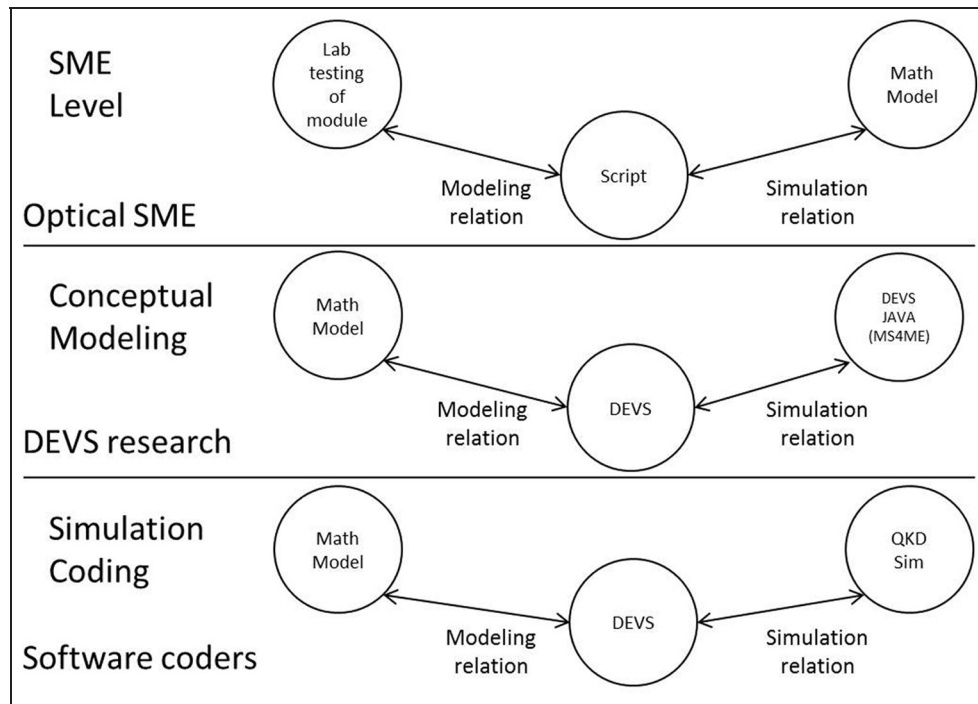 SME
Level
Optical SME
Lab
testing
of
module
Modeling
relation
Script
Simulation
relation
Math
Model
Conceptual
Modeling
DEVS research
Math
Model
Modeling
relation
DEVS
Simulation
relation
DEVS
JAVA
(MS4ME)
Simulation
Coding
Software coders
Math
Model
Modeling
relation
DEVS
Simulation
relation
QKD
Sim